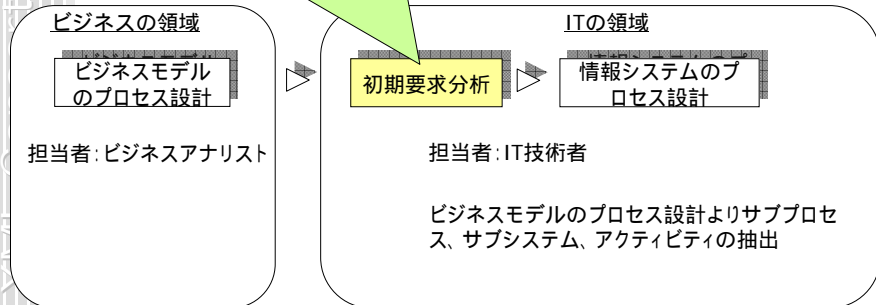 ビジネスの領域
ITの領域
ビジネスモデル
のプロセス設計
初期要求分析
情報システムのプ
ロセス設計
担当者:ビジネスアナリスト
担当者:IT技術者
ビジネスモデルのプロセス設計よりサブプロセ
ス、サブシステム、アクティビティの抽出